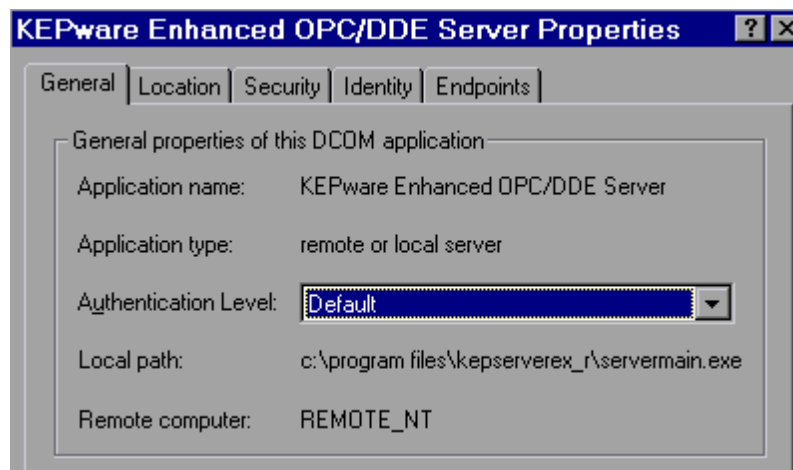 KEPware Enhanced OPC/DDE Server Properties ? ×
General Location Security Identity Endpoints
General properties of this DCOM application
Application name: KEPware Enhanced OPC/DDE Server
Application type: remote or local server
Authentication Level: Default
Local path: c:\program files\kepserverex_r\servermain.exe
Remote computer: REMOTE_NT